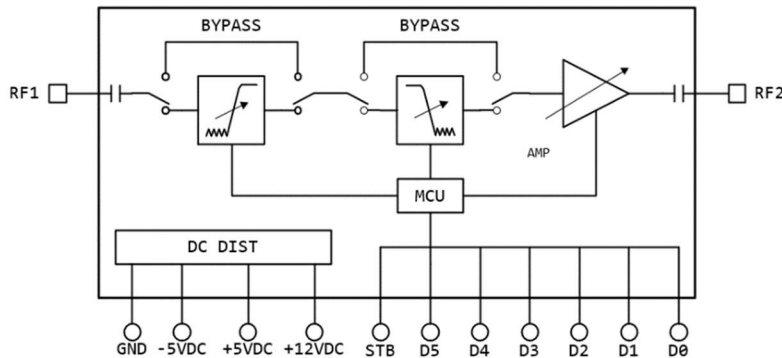 BYPASS BYPASS
RF1 RF2
AMP
MCU
DC DIST
GND -5VDC +5VDC +12VDC STB D5 D4 D3 D2 D1 D0